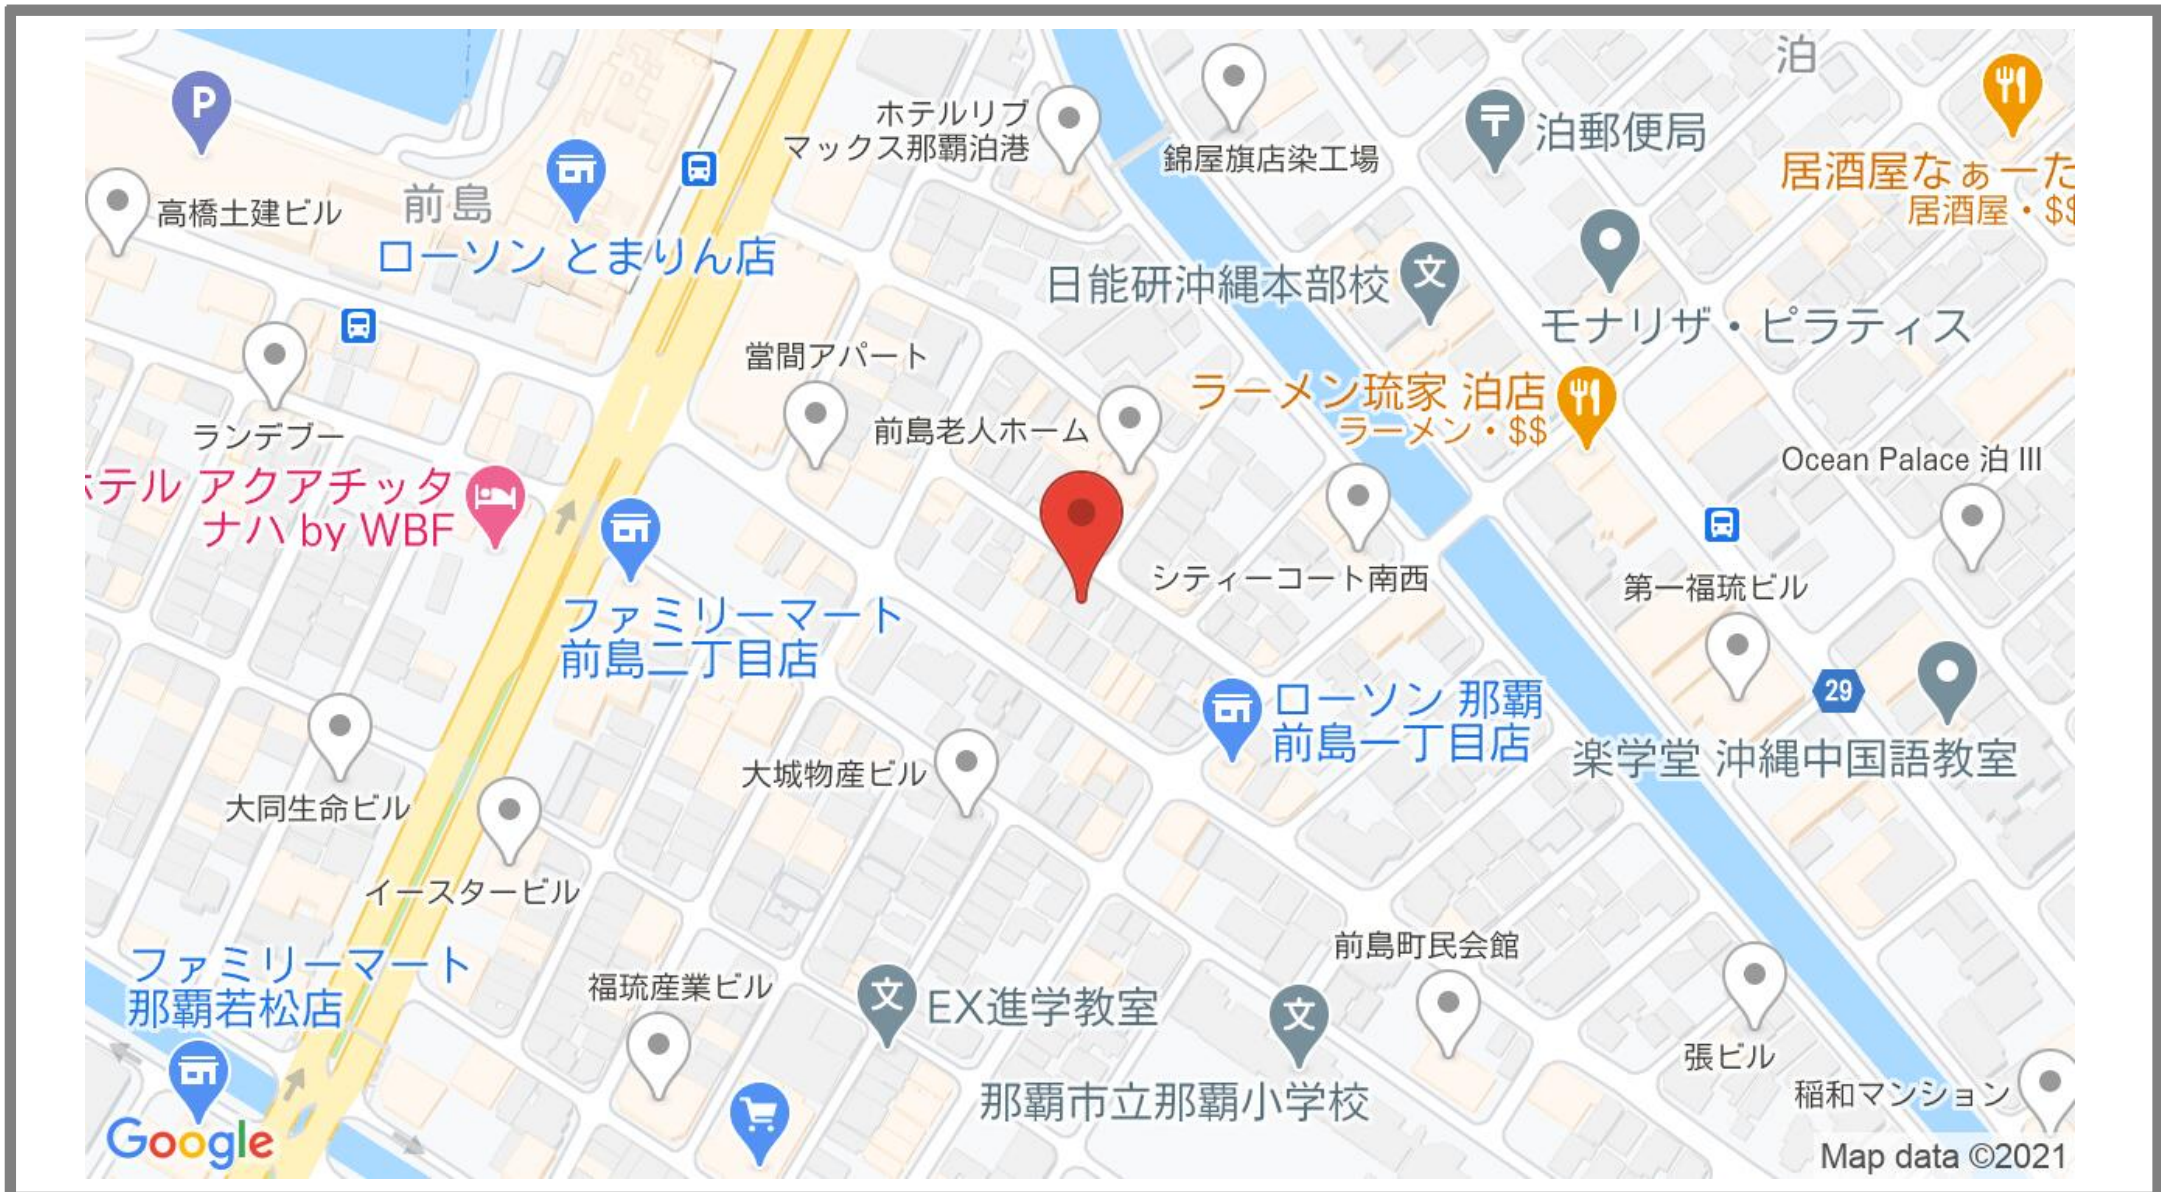 P
泊
ホテルリブ
マックス那覇泊港
錦屋旗店染工場
泊郵便局
居酒屋なぁーた
居酒屋・$$
高橋土建ビル
前島
ローソン とまりん店
日能研沖縄本部校
文
モナリザ・ピラティス
當間アパート
ラーメン琉家 泊店
ラーメン・$$
前島老人ホーム
ランデブー
Ocean Palace 泊 III
ホテル アクアチッタ
ナハ by WBF
シティーコート南西
第一福琉ビル
ファミリーマート
前島二丁目店
29
ローソン 那覇
前島一丁目店
楽学堂 沖縄中国語教室
大城物産ビル
大同生命ビル
イースタービル
前島町民会館
ファミリーマート
那覇若松店
福琉産業ビル
文
EX進学教室
文
張ビル
那覇市立那覇小学校
稲和マンション
Google
Map data ©2021